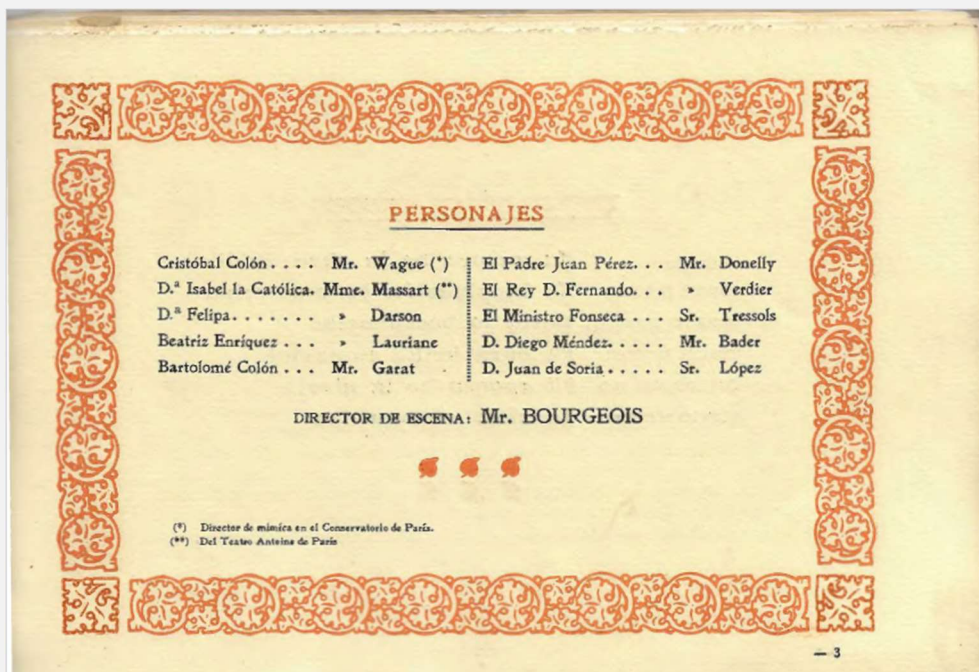 PERSONAJES
Cristóbal Colón . . . . Mr. Wague (*)
D.ª Isabel la Católica. Mme. Massart (**)
D.ª Felipa. . . . . . . » Darson
Beatriz Enríquez . . . » Lauriane
Bartolomé Colón . . . Mr. Garat
El Padre Juan Pérez. . . Mr. Donelly
El Rey D. Fernando. . . » Verdier
El Ministro Fonseca . . . Sr. Tressols
D. Diego Méndez. . . . . Mr. Bader
D. Juan de Soria . . . . . Sr. López
DIRECTOR DE ESCENA: Mr. BOURGEOIS
(*) Director de mímica en el Conservatorio de París.
(**) Del Teatro Antoine de París
— 3